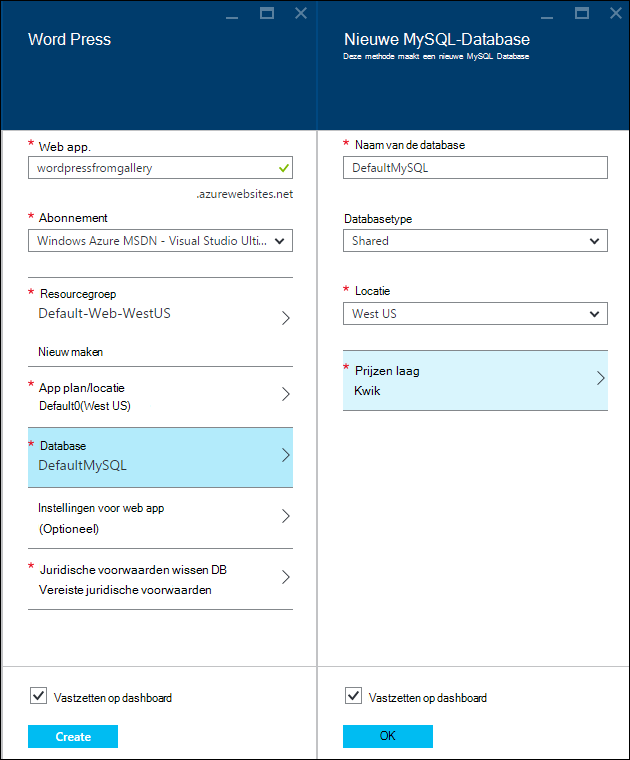 Word Press
Web app.
wordpressfromgallery
.azurewebsites.net
* Abonnement
Windows Azure MSDN - Visual Studio Ulti...
* Resourcegroep
Default-Web-WestUS
Nieuw maken
* App plan/locatie
Default0(West US)
* Database
DefaultMySQL
Instellingen voor web app
(Optioneel)
* Juridische voorwaarden wissen DB
Vereiste juridische voorwaarden
Vastzetten op dashboard
Create
Nieuwe MySQL-Database
Deze methode maakt een nieuwe MySQL Database
* Naam van de database
DefaultMySQL
Databasetype
Shared
* Locatie
West US
* Prijzen laag
Kwik
Vastzetten op dashboard
OK